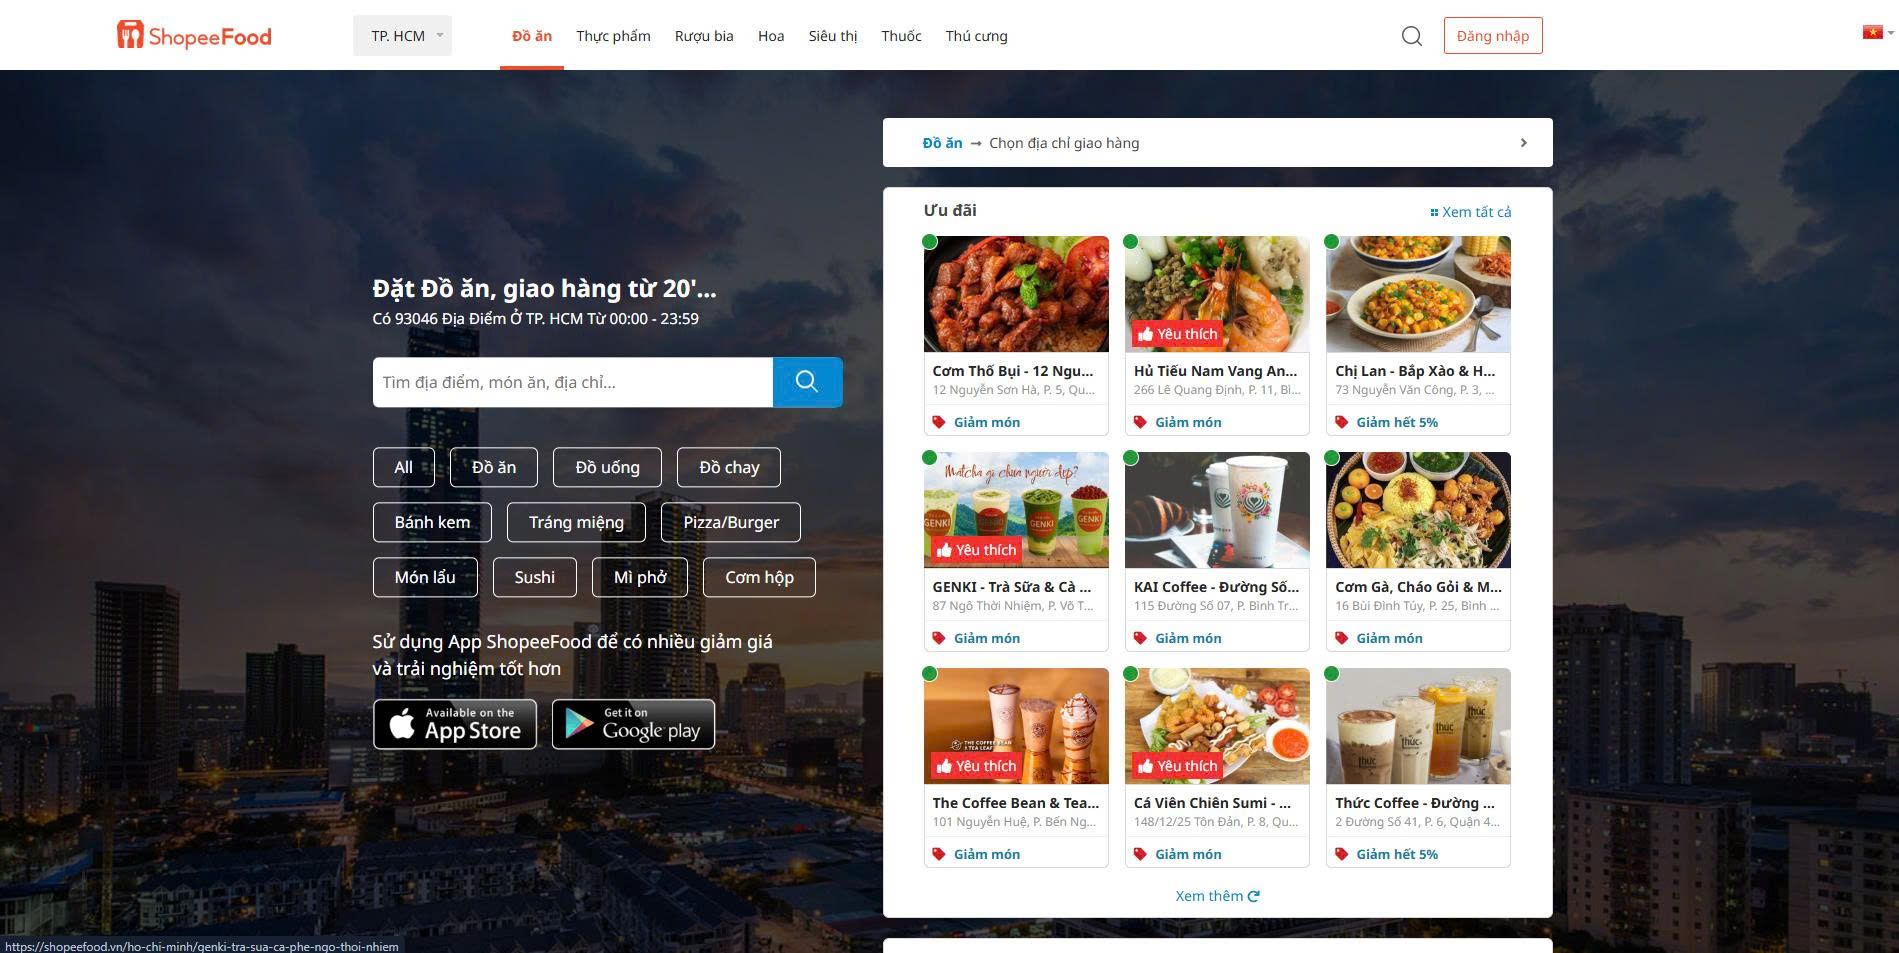 ShopeeFood
TP. HCM
Đồ ăn
Thực phẩm
Rượu bia
Hoa
Siêu thị
Thuốc
Thú cưng
Đăng nhập
Đồ ăn → Chọn địa chỉ giao hàng
Đặt Đồ ăn, giao hàng từ 20'...
Có 93046 Địa Điểm Ở TP. HCM Từ 00:00 - 23:59
Tìm địa điểm, món ăn, địa chỉ...
All
Đồ ăn
Đồ uống
Đồ chay
Bánh kem
Tráng miệng
Pizza/Burger
Món lẩu
Sushi
Mì phở
Cơm hộp
Sử dụng App ShopeeFood để có nhiều giảm giá
và trải nghiệm tốt hơn
Available on the
App Store
Get it on
Google play
Ưu đãi
Xem tất cả
Cơm Thố Bụi - 12 Ngu...
12 Nguyễn Sơn Hà, P. 5, Qu...
Giảm món
Yêu thích
Hủ Tiếu Nam Vang An...
266 Lê Quang Định, P. 11, Bì...
Giảm món
Chị Lan - Bắp Xào & H...
73 Nguyễn Văn Công, P. 3, ...
Giảm hết 5%
Matcha gì chưa người đẹp?
GENKI
GENKI
GENKI
GENKI
Yêu thích
GENKI - Trà Sữa & Cà ...
87 Ngô Thời Nhiệm, P. Võ T...
Giảm món
KAI Coffee - Đường Số...
115 Đường Số 07, P. Bình Tr...
Giảm món
Cơm Gà, Cháo Gỏi & M...
16 Bùi Đình Túy, P. 25, Bình ...
Giảm món
THE COFFEE BEAN
& TEA LEAF
Yêu thích
The Coffee Bean & Tea...
101 Nguyễn Huệ, P. Bến Ng...
Giảm món
Yêu thích
Cá Viên Chiên Sumi - ...
148/12/25 Tôn Đản, P. 8, Qu...
Giảm món
thức
thức
thức
thức
Thức Coffee - Đường ...
2 Đường Số 41, P. 6, Quận 4...
Giảm hết 5%
Xem thêm
https://shopeefood.vn/ho-chi-minh/genki-tra-sua-ca-phe-ngo-thoi-nhiem